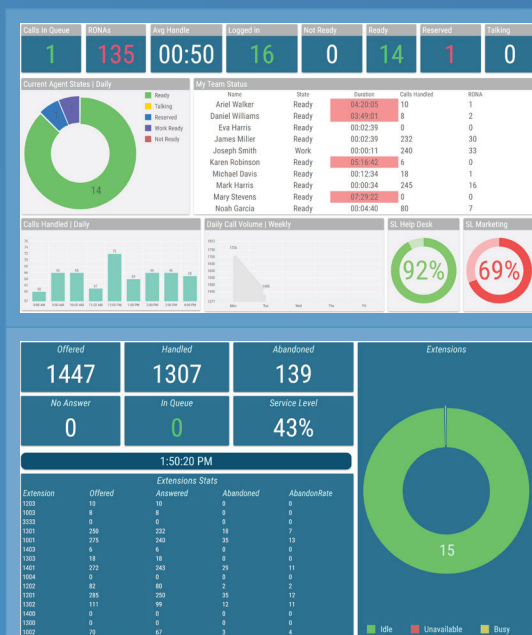 Calls In Queue RONAs Avg Handle Logged in Not Ready Ready Reserved Talking
1 135 00:50 16 0 14 1 0
Current Agent States | Daily
Ready
Talking
Reserved
Work Ready
Not Ready
14
My Team Status
Name State Duration Calls Handled RONA
Ariel Walker Ready 04:20:05 10 1
Daniel Williams Ready 03:49:01 8 2
Eva Harris Ready 00:02:39 0 0
James Miller Ready 00:02:39 232 30
Joseph Smith Work 00:00:11 240 33
Karen Robinson Ready 05:16:42 6 0
Michael Davis Ready 00:12:34 18 1
Mark Harris Ready 00:00:34 245 16
Mary Stevens Ready 07:29:22 0 0
Noah Garcia Ready 00:04:40 80 7
Calls Handled | Daily
Daily Call Volume | Weekly
Mon Tue Wed Thu Fri
SL Help Desk
92%
SL Marketing
69%
Offered Handled Abandoned
1447 1307 139
No Answer In Queue Service Level
0 0 43%
1:50:20 PM
Extensions Stats
Extension Offered Answered Abandoned AbandonRate
1203 10 10 0 0
1003 8 8 0 0
3333 0 0 0 0
1301 250 232 18 7
1001 275 240 35 13
1403 6 6 0 0
1303 18 18 0 0
1401 272 243 29 11
1004 0 0 0 0
1202 82 80 2 2
1201 285 250 35 12
1302 111 99 12 11
1400 0 0 0 0
1300 0 0 0 0
1002 70 67 3 4
Extensions
15
Idle Unavailable Busy